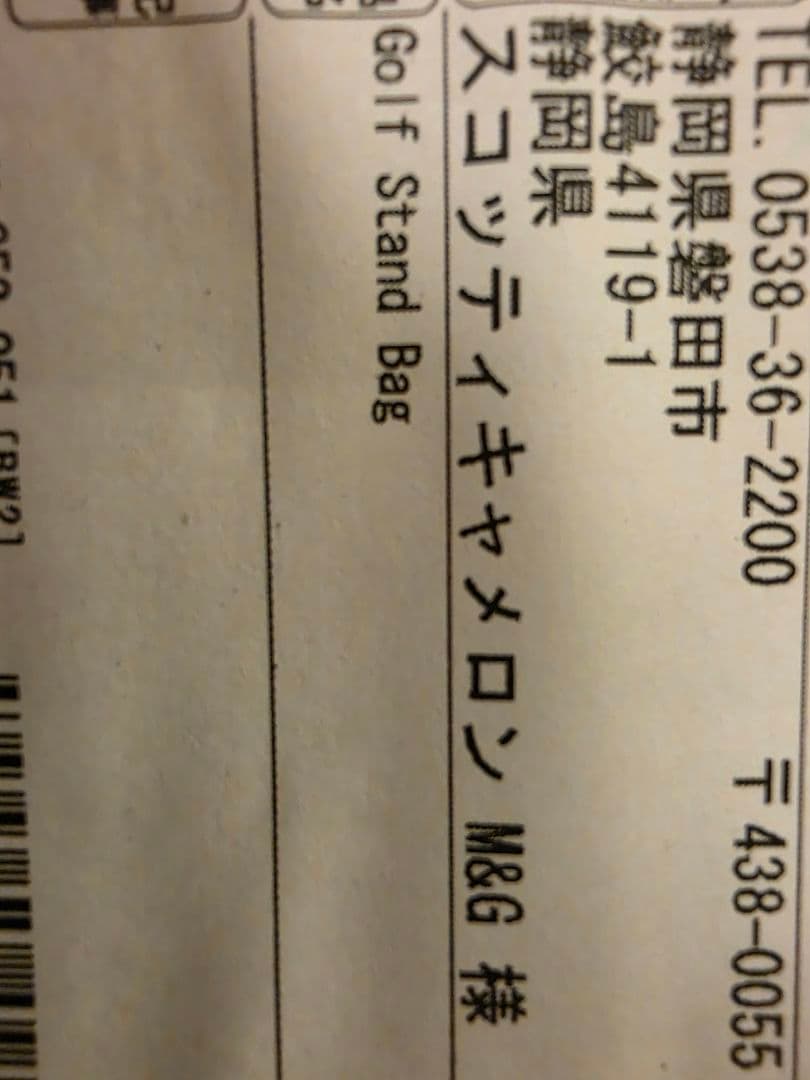 TEL. 0538-36-2200 〒438-0055
静岡県磐田市
鮫島4119-1
静岡県
スコッティキャメロン M&G 様
Golf Stand Bag